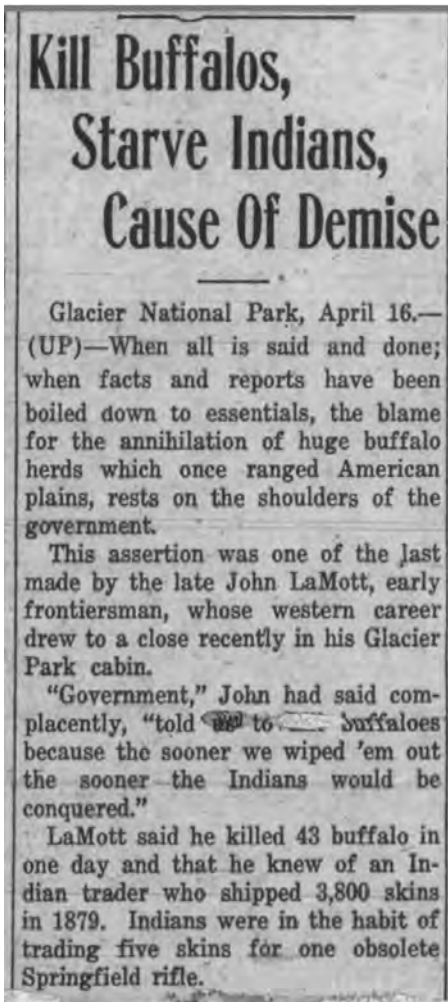 Kill Buffalos,
Starve Indians,
Cause Of Demise
Glacier National Park, April 16.—
(UP)—When all is said and done;
when facts and reports have been
boiled down to essentials, the blame
for the annihilation of huge buffalo
herds which once ranged American
plains, rests on the shoulders of the
government.
This assertion was one of the last
made by the late John LaMott, early
frontiersman, whose western career
drew to a close recently in his Glacier
Park cabin.
"Government," John had said com-
placently, "told to buffaloes
because the sooner we wiped 'em out
the sooner the Indians would be
conquered."
LaMott said he killed 43 buffalo in
one day and that he knew of an In-
dian trader who shipped 3,800 skins
in 1879. Indians were in the habit of
trading five skins for one obsolete
Springfield rifle.